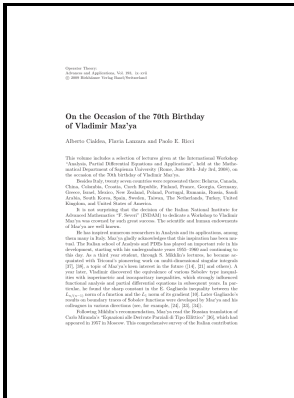 Operator Theory:
Advances and Applications, Vol. 193, ix–xvii
© 2009 Birkhäuser Verlag Basel/Switzerland
On the Occasion of the 70th Birthday
of Vladimir Maz'ya
Alberto Cialdea, Flavia Lanzara and Paolo E. Ricci
This volume includes a selection of lectures given at the International Workshop
"Analysis, Partial Differential Equations and Applications", held at the Mathe-
matical Department of Sapienza University (Rome, June 30th–July 3rd, 2008), on
the occasion of the 70th birthday of Vladimir Maz'ya.
Besides Italy, twenty seven countries were represented there: Belarus, Canada,
China, Colombia, Croatia, Czech Republic, Finland, France, Georgia, Germany,
Greece, Israel, Mexico, New Zealand, Poland, Portugal, Romania, Russia, Saudi
Arabia, South Korea, Spain, Sweden, Taiwan, The Netherlands, Turkey, United
Kingdom, and United States of America.
It is not surprising that the decision of the Italian National Institute for
Advanced Mathematics "F. Severi" (INDAM) to dedicate a Workshop to Vladimir
Maz'ya was crowned by such great success. The scientific and human endowments
of Maz'ya are well known.
He has inspired numerous researchers in Analysis and its applications, among
them many in Italy. Maz'ya gladly acknowledges that this inspiration has been mu-
tual. The Italian school of Analysis and PDEs has played an important role in his
development, starting with his undergraduate years 1955–1960 and continuing to
this day. As a third year student, through S. Mikhlin's lectures, he became ac-
quainted with Tricomi's pioneering work on multi-dimensional singular integrals
[37], [38], a topic of Maz'ya's keen interest in the future ([14], [21] and others). A
year later, Vladimir discovered the equivalence of various Sobolev type inequali-
ties with isoperimetric and isocapacitary inequalities, which strongly influenced
functional analysis and partial differential equations in subsequent years. In par-
ticular, he found the sharp constant in the E. Gagliardo inequality between the
norm of a function and the norm of its gradient [10]. Later Gagliardo's
results on boundary traces of Sobolev functions were developed by Maz'ya and his
colleagues in various directions (see, for example, [24], [25], [34]).
Following Mikhlin's recommendation, Maz'ya read the Russian translation of
Carlo Miranda's "Equazioni alle Derivate Parziali di Tipo Ellittico" [30], which had
appeared in 1957 in Moscow. This comprehensive survey of the Italian contribution